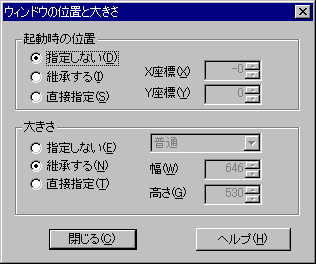 ウィンドウの位置と大きさ
起動時の位置
指定しない(D)
継承する(I)
X座標(X) -0
直接指定(S)
Y座標(Y) 0
大きさ
指定しない(E) 普通
継承する(N) 幅(W) 646
直接指定(T) 高さ(G) 530
閉じる(C) ヘルプ(H)